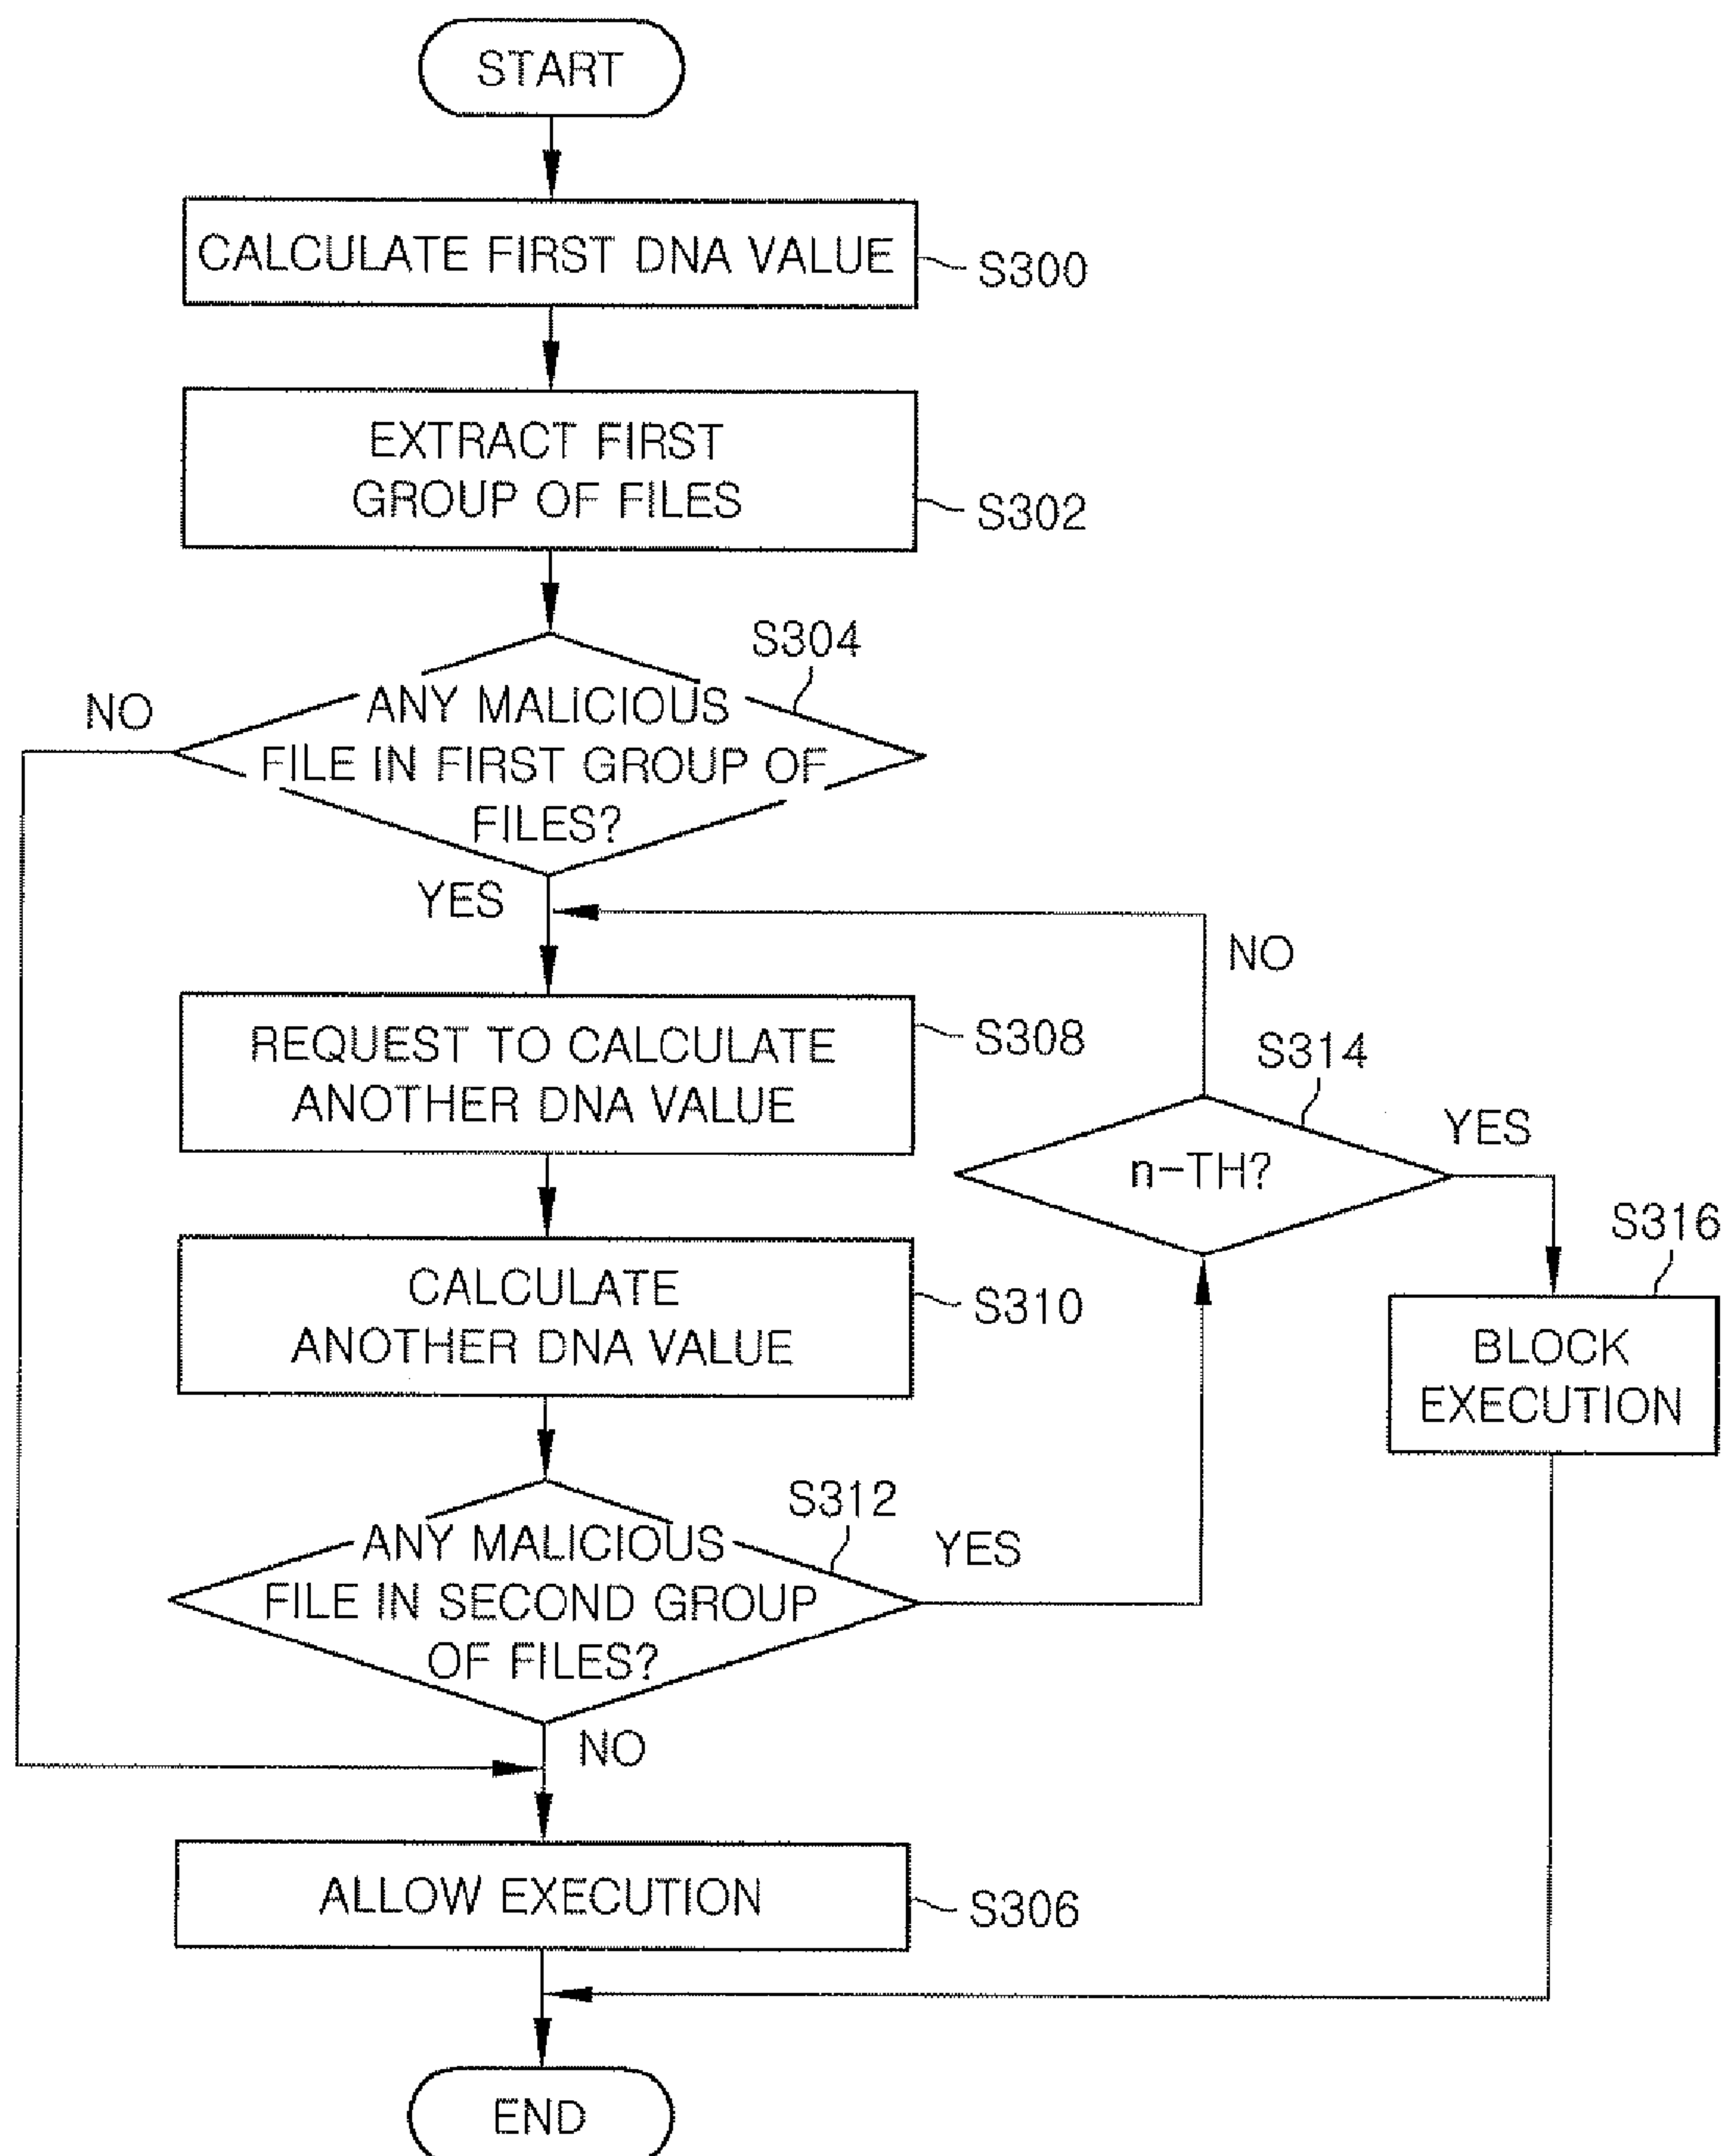 START
CALCULATE FIRST DNA VALUE
S300
EXTRACT FIRST
GROUP OF FILES
S302
S304
NO
ANY MALICIOUS
FILE IN FIRST GROUP OF
FILES?
YES
NO
REQUEST TO CALCULATE
ANOTHER DNA VALUE
S308
S314
n-TH?
YES
S316
CALCULATE
ANOTHER DNA VALUE
S310
BLOCK
EXECUTION
S312
ANY MALICIOUS
FILE IN SECOND GROUP
OF FILES?
YES
NO
ALLOW EXECUTION
S306
END